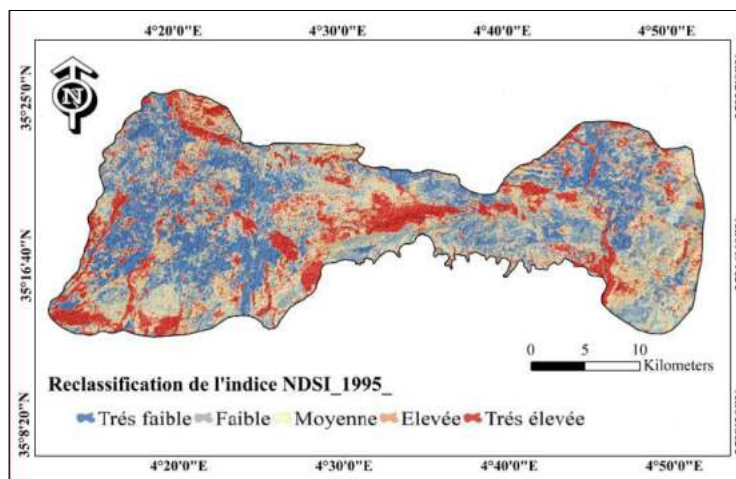 4°20'0"E 4°30'0"E 4°40'0"E 4°50'0"E
35°25'0"N
35°16'40"N
35°8'20"N
N
0 5 10
Kilometers
Reclassification de l'indice NDSI_1995_
Trés faible Faible Moyenne Elevée Trés élevée
4°20'0"E 4°30'0"E 4°40'0"E 4°50'0"E